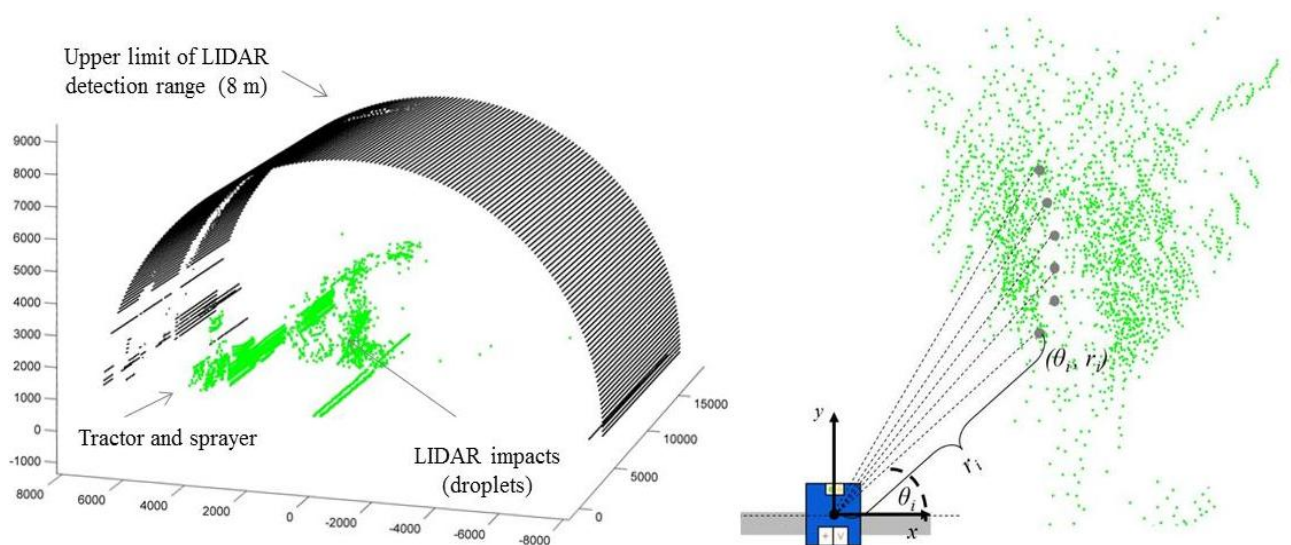 Upper limit of LIDAR
detection range (8 m)
9000
8000
7000
6000
5000
4000
3000
2000
1000
0
-1000
8000
6000
4000
2000
0
-2000
-4000
-6000
-8000
0
5000
10000
15000
Tractor and sprayer
LIDAR impacts
(droplets)
(θi, ri)
ri
θi
y
x
+ V